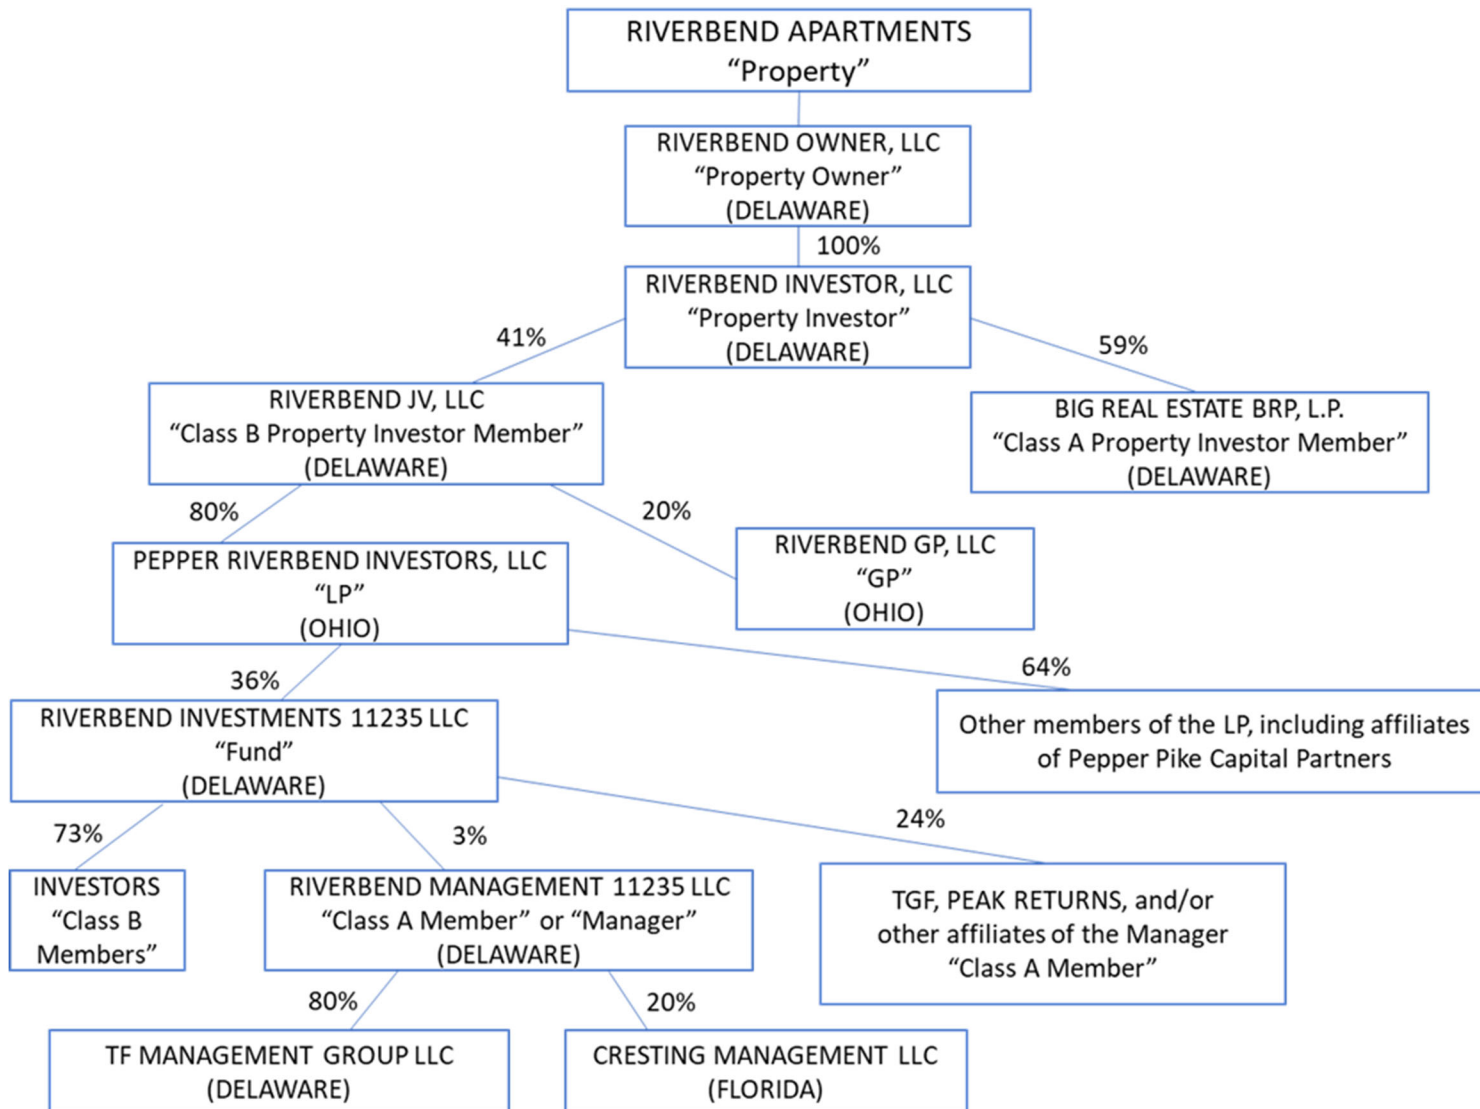 RIVERBEND APARTMENTS
“Property”
RIVERBEND OWNER, LLC
“Property Owner”
(DELAWARE)
100%
RIVERBEND INVESTOR, LLC
“Property Investor”
(DELAWARE)
41%
59%
RIVERBEND JV, LLC
“Class B Property Investor Member”
(DELAWARE)
BIG REAL ESTATE BRP, L.P.
“Class A Property Investor Member”
(DELAWARE)
80%
20%
PEPPER RIVERBEND INVESTORS, LLC
“LP”
(OHIO)
RIVERBEND GP, LLC
“GP”
(OHIO)
36%
64%
RIVERBEND INVESTMENTS 11235 LLC
“Fund”
(DELAWARE)
Other members of the LP, including affiliates
of Pepper Pike Capital Partners
73%
3%
24%
INVESTORS
“Class B
Members”
RIVERBEND MANAGEMENT 11235 LLC
“Class A Member” or “Manager”
(DELAWARE)
TGF, PEAK RETURNS, and/or
other affiliates of the Manager
“Class A Member”
80%
20%
TF MANAGEMENT GROUP LLC
(DELAWARE)
CRESTING MANAGEMENT LLC
(FLORIDA)